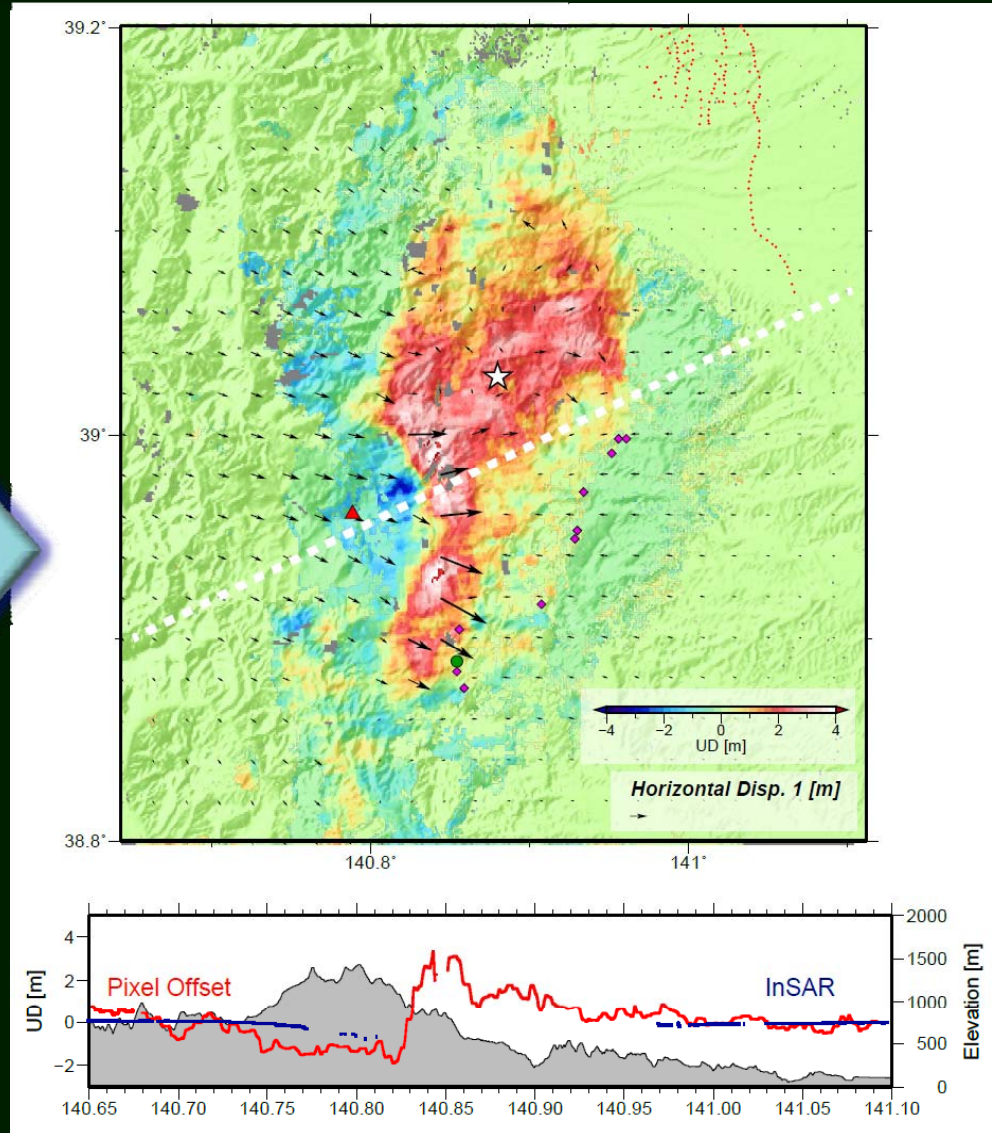 39.2˚
39˚
38.8˚
140.8˚
141˚
−4 −2 0 2 4
UD [m]
Horizontal Disp. 1 [m]
4
2
0
−2
UD [m]
Pixel Offset
InSAR
2000
1500
1000
500
0
Elevation [m]
140.65 140.70 140.75 140.80 140.85 140.90 140.95 141.00 141.05 141.10